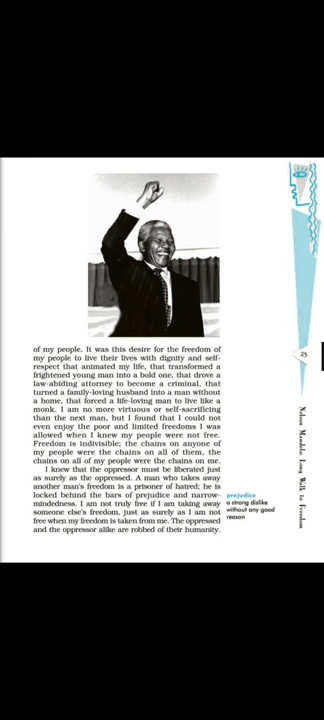 of my people. It was this desire for the freedom of
my people to live their lives with dignity and self-
respect that animated my life, that transformed a
frightened young man into a bold one, that drove a
law-abiding attorney to become a criminal, that
turned a family-loving husband into a man without
a home, that forced a life-loving man to live like a
monk. I am no more virtuous or self-sacrificing
than the next man, but I found that I could not
even enjoy the poor and limited freedoms I was
allowed when I knew my people were not free.
Freedom is indivisible; the chains on anyone of
my people were the chains on all of them, the
chains on all of my people were the chains on me.
I knew that the oppressor must be liberated just
as surely as the oppressed. A man who takes away
another man's freedom is a prisoner of hatred; he is
locked behind the bars of prejudice and narrow-
mindedness. I am not truly free if I am taking away
someone else's freedom, just as surely as I am not
free when my freedom is taken from me. The oppressed
and the oppressor alike are robbed of their humanity.
prejudice
a strong dislike
without any good
reason
25
Nelson Mandela: Long Walk to Freedom